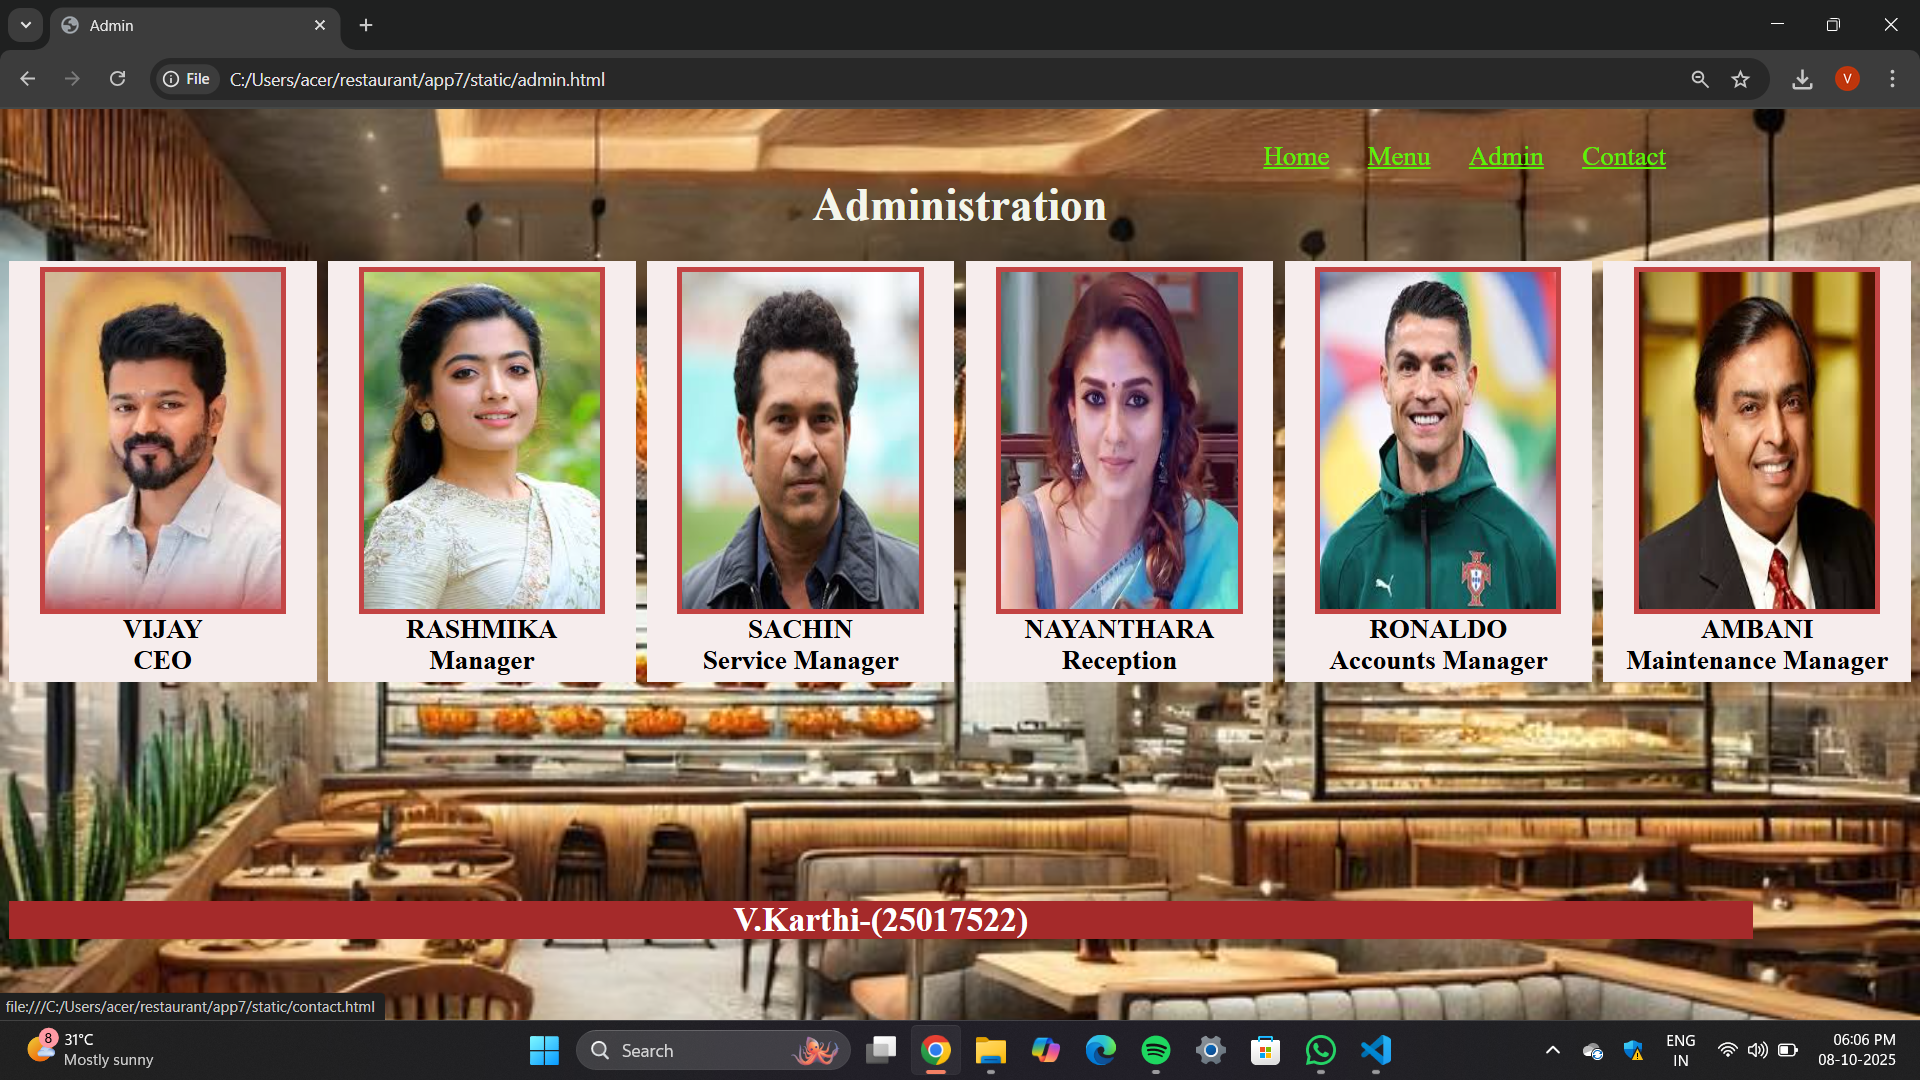 Admin
File C:/Users/acer/restaurant/app7/static/admin.html
V
Home Menu Admin Contact
Administration
VIJAY
CEO
RASHMIKA
Manager
SACHIN
Service Manager
NAYANTHARA
Reception
RONALDO
Accounts Manager
AMBANI
Maintenance Manager
V.Karthi-(25017522)
file:///C:/Users/acer/restaurant/app7/static/contact.html
8
31°C
Mostly sunny
Search
ENG
IN
06:06 PM
08-10-2025